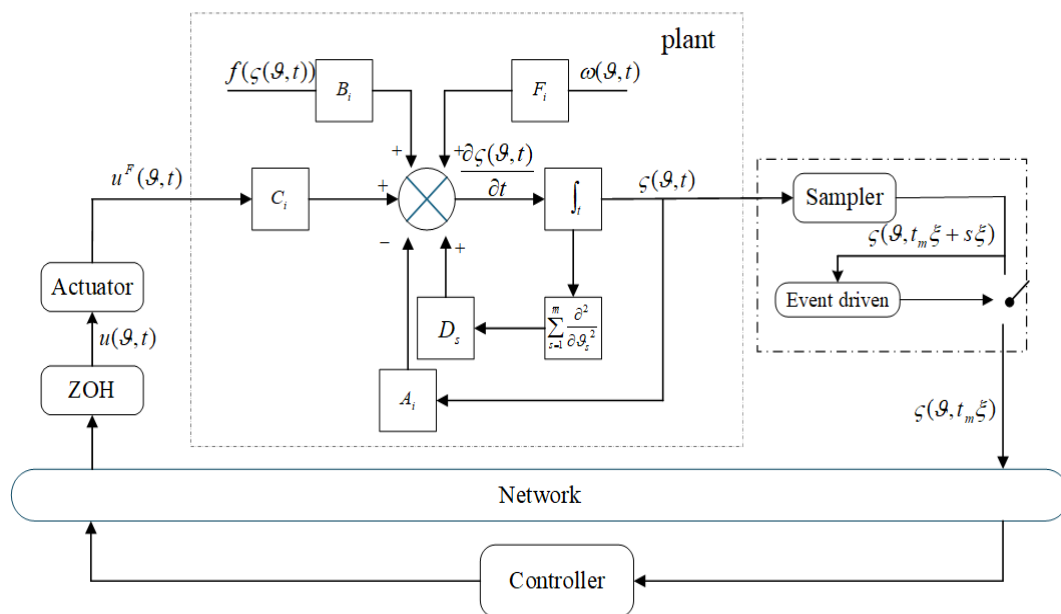 plant
f(ς(ϑ,t))
B_i
F_i
ω(ϑ,t)
+
+
∂ς(ϑ,t)
∂t
u^F(ϑ,t)
C_i
+
∫_t
ς(ϑ,t)
Sampler
−
+
ς(ϑ,t_mξ+sξ)
Actuator
Event driven
D_s
∑_{s=1}^{m} ∂²/∂ϑ_s²
u(ϑ,t)
ZOH
A_i
ς(ϑ,t_mξ)
Network
Controller